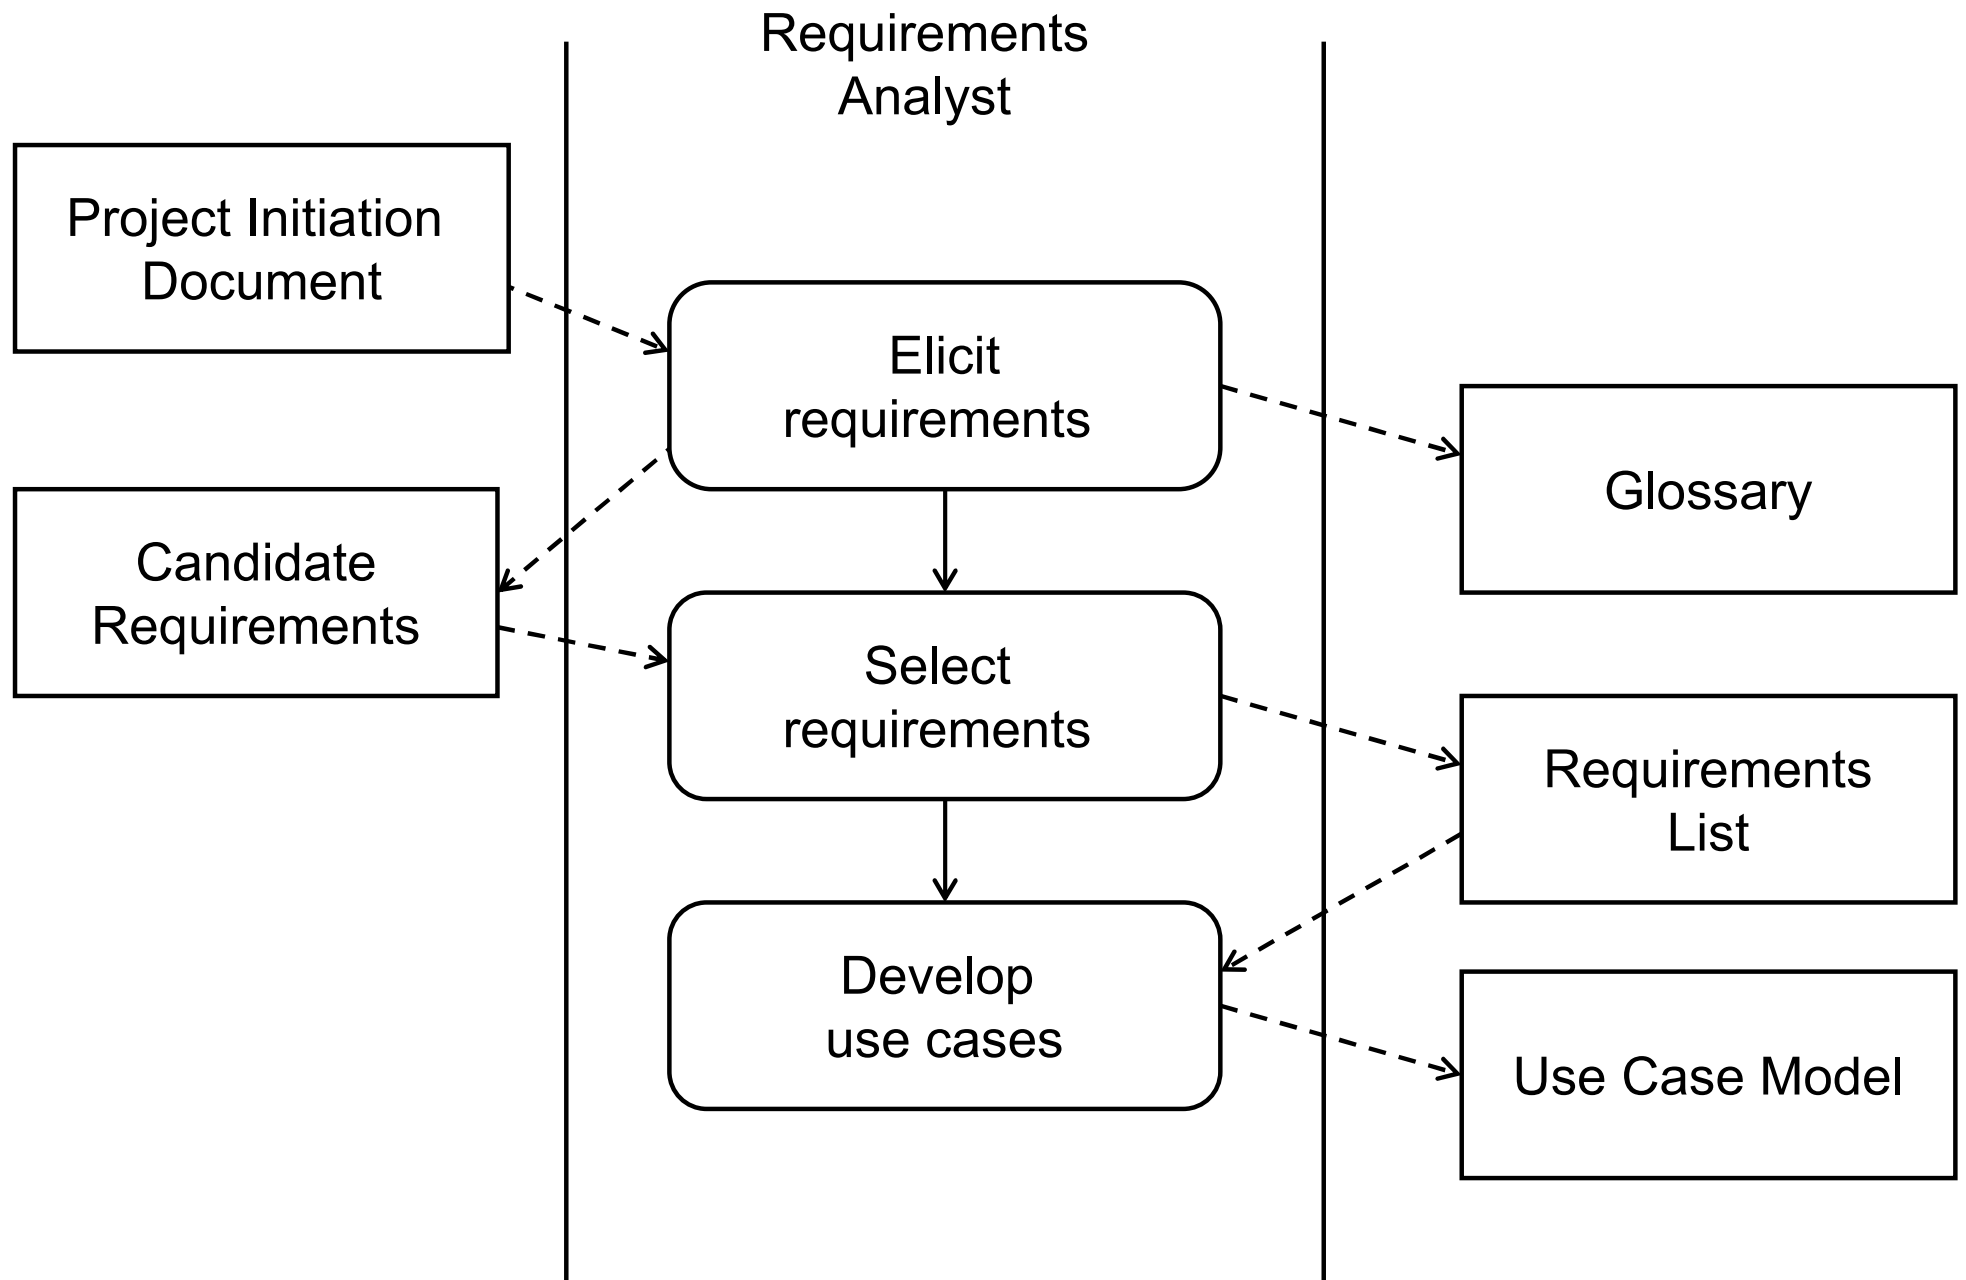 Requirements
Analyst
Project Initiation
Document
Elicit
requirements
Glossary
Candidate
Requirements
Select
requirements
Requirements
List
Develop
use cases
Use Case Model